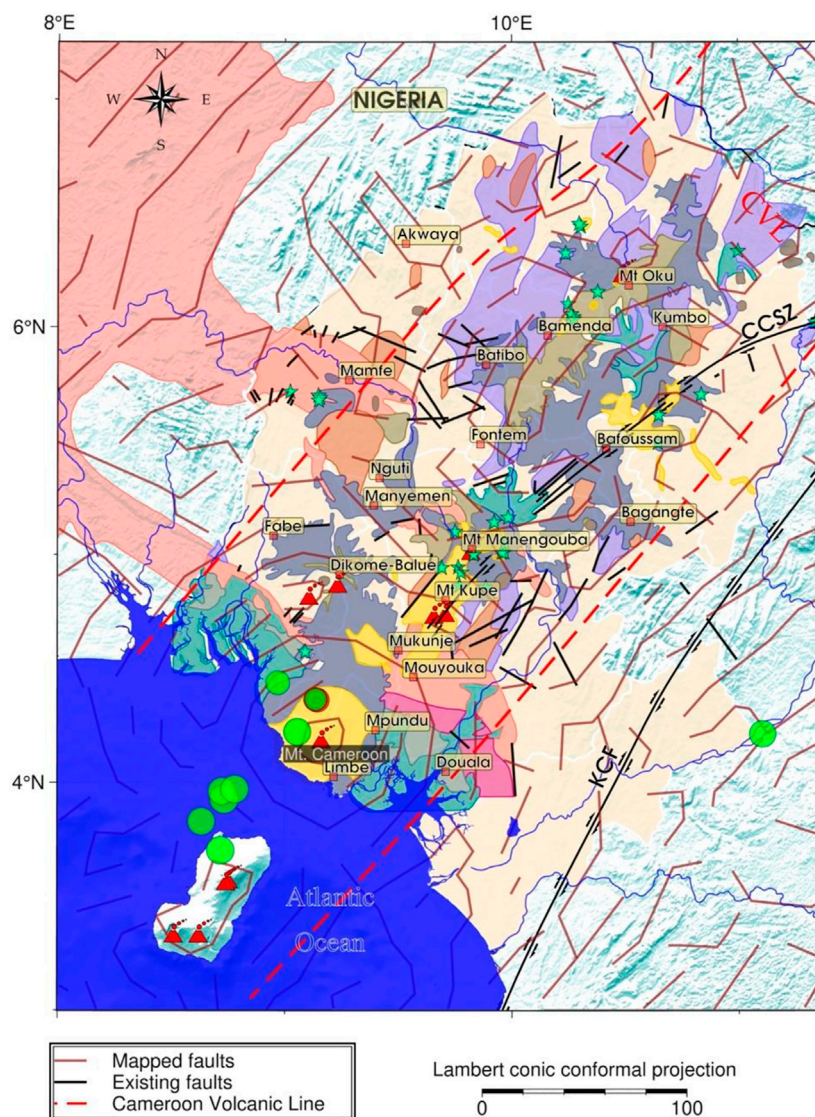 8°E
10°E
N
W E
S
NIGERIA
CVL
Akwaya
Mt Oku
6°N
Bamenda
Kumbo
CCSZ
Batibo
Mamfe
Fontem
Bafoussam
Nguti
Manyemen
Bagangte
Fabe
Mt Manengouba
Dikome-Balue
Mt Kupe
Mukunje
Mouyouka
Mpundu
Mt. Cameroon
Limbe
Douala
4°N
KCF
Atlantic
Ocean
Mapped faults
Existing faults
Cameroon Volcanic Line
Lambert conic conformal projection
0 100